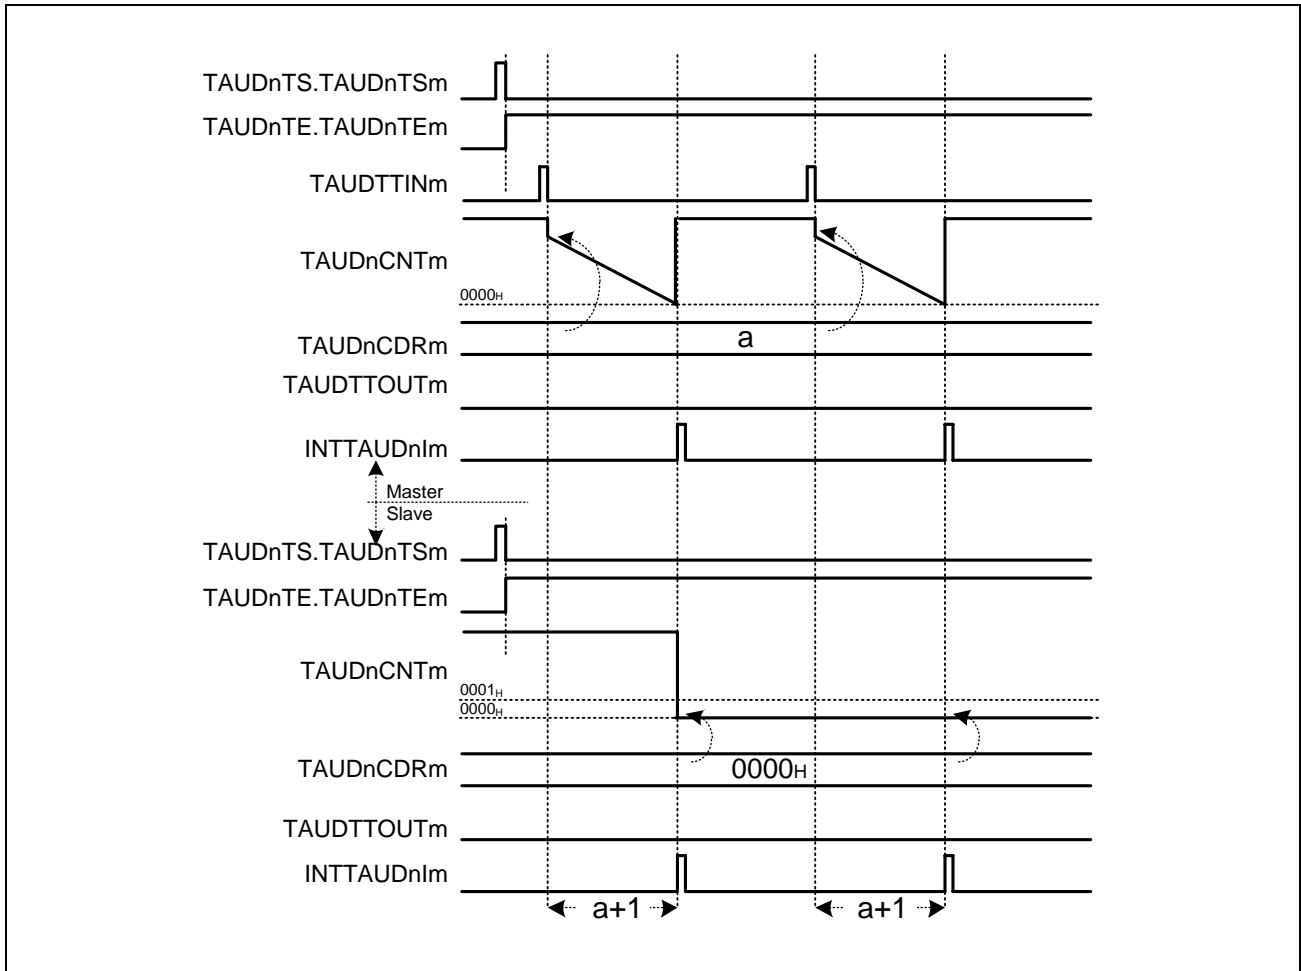 TAUDnTS.TAUDnTSm
TAUDnTE.TAUDnTEm
TAUDTTINm
TAUDnCNTm
0000H
TAUDnCDRm
a
TAUDTTOUTm
INTTAUDnIm
Master
Slave
TAUDnTS.TAUDnTSm
TAUDnTE.TAUDnTEm
TAUDnCNTm
0001H
0000H
TAUDnCDRm
0000H
TAUDTTOUTm
INTTAUDnIm
a+1 a+1